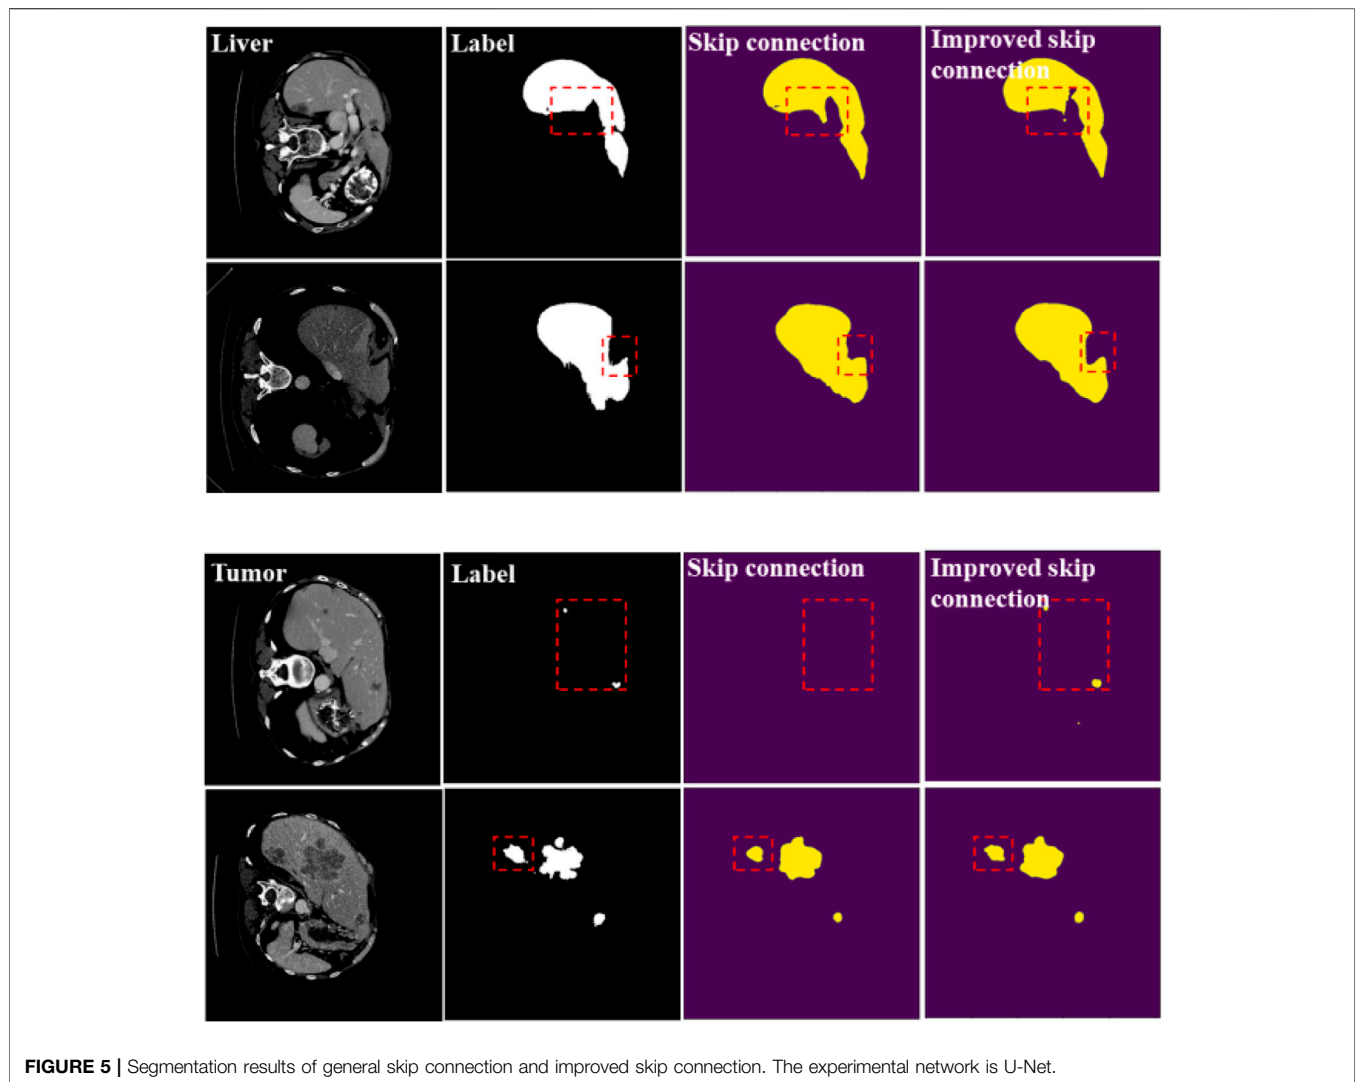 Liver
Label
Skip connection
Improved skip
connection
Tumor
Label
Skip connection
Improved skip
connection
FIGURE 5 | Segmentation results of general skip connection and improved skip connection. The experimental network is U-Net.